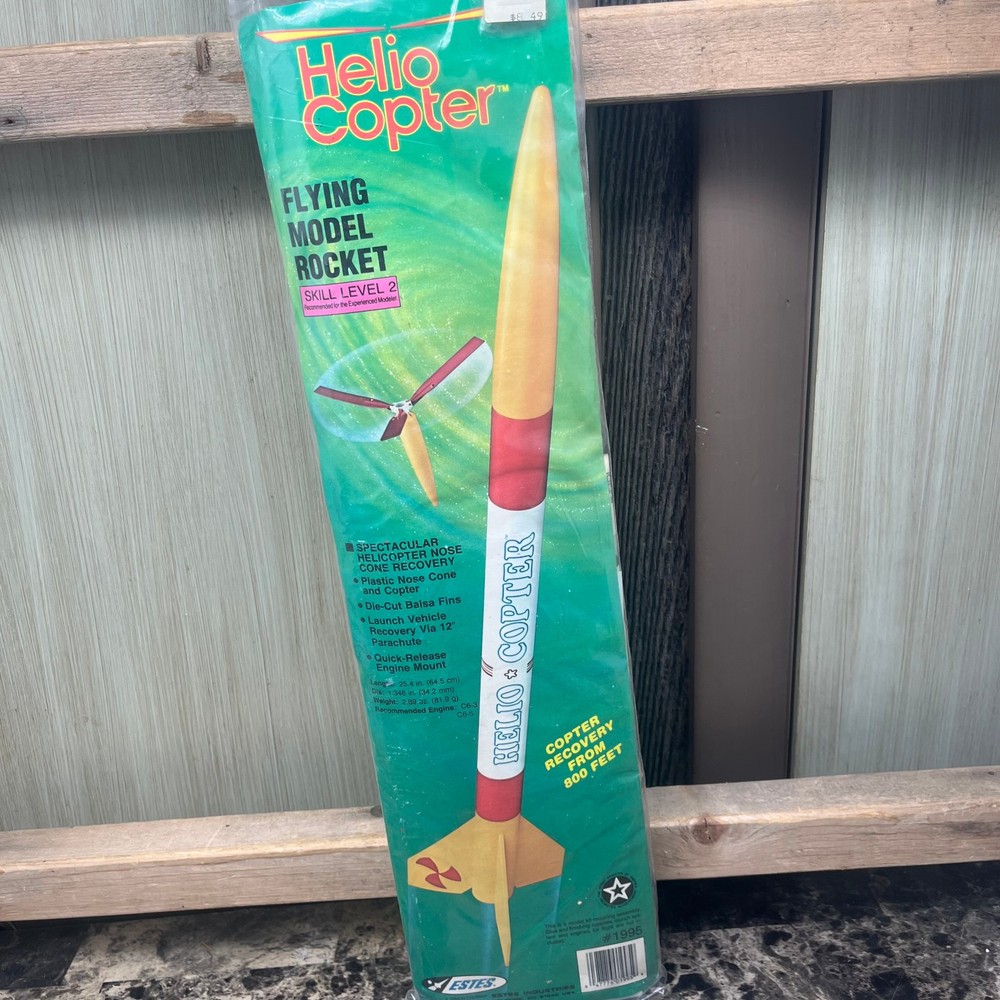 $8.49
Helio
Copter™
FLYING
MODEL
ROCKET
SKILL LEVEL 2
Recommended for the Experienced Modeler.
■ SPECTACULAR
HELICOPTER NOSE
CONE RECOVERY
• Plastic Nose Cone
and Copter
• Die-Cut Balsa Fins
• Launch Vehicle
Recovery Via 12"
Parachute
• Quick-Release
Engine Mount
Length: 25.4 in. (64.5 cm)
Dia: 1.346 in. (34.2 mm)
Weight: 2.89 oz. (81.9 g)
Recommended Engine: C6-3
C6-5
HELIO ☆ COPTER
COPTER
RECOVERY
FROM
800 FEET
# 1995
ESTES
ESTES INDUSTRIES